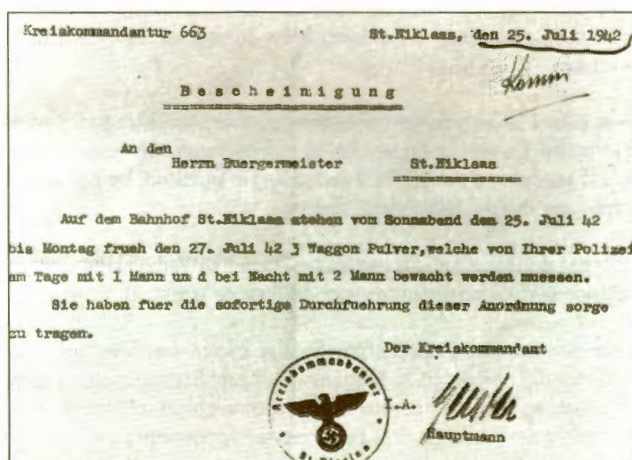 Kreiskommandantur 663 St.Niklaas, den 25. Juli 1942
Komm
Bescheinigung
An den
Herrn Buergermeister St.Niklaas
Auf dem Bahnhof St.Niklaas stehen vom Sonnabend den 25. Juli 42
bis Montag frueh den 27. Juli 42 3 Waggon Pulver,welche von Ihrer Polizei
am Tage mit 1 Mann un d bei Nacht mit 2 Mann bewacht werden muessen.
Sie haben fuer die sofortige Durchfuehrung dieser Anordnung sorge
zu tragen.
Der Kreiskommandant
Kreiskommandantur
I.A.
Hauptmann